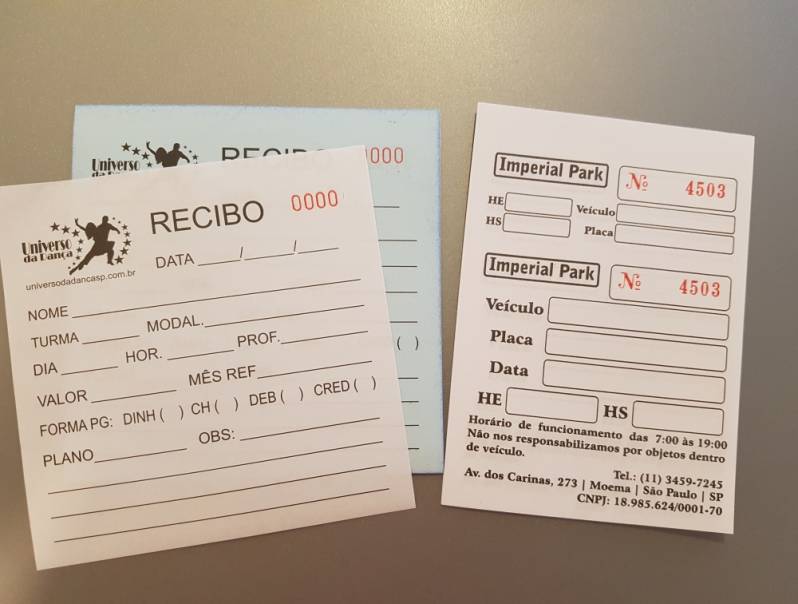 Universo
RECIBO
0000
Universo
da Dança
universodadancasp.com.br
RECIBO
0000
DATA ____/____/____
NOME
TURMA MODAL.
DIA HOR. PROF.
VALOR MÊS REF
FORMA PG: DINH ( ) CH ( ) DEB ( ) CRED ( )
PLANO OBS:
( )
Imperial Park Nº 4503
HE Veículo
HS Placa
Imperial Park Nº 4503
Veículo
Placa
Data
HE HS
Horário de funcionamento das 7:00 às 19:00
Não nos responsabilizamos por objetos dentro
de veículo.
Tel.: (11) 3459-7245
Av. dos Carinas, 273 | Moema | São Paulo | SP
CNPJ: 18.985.624/0001-70